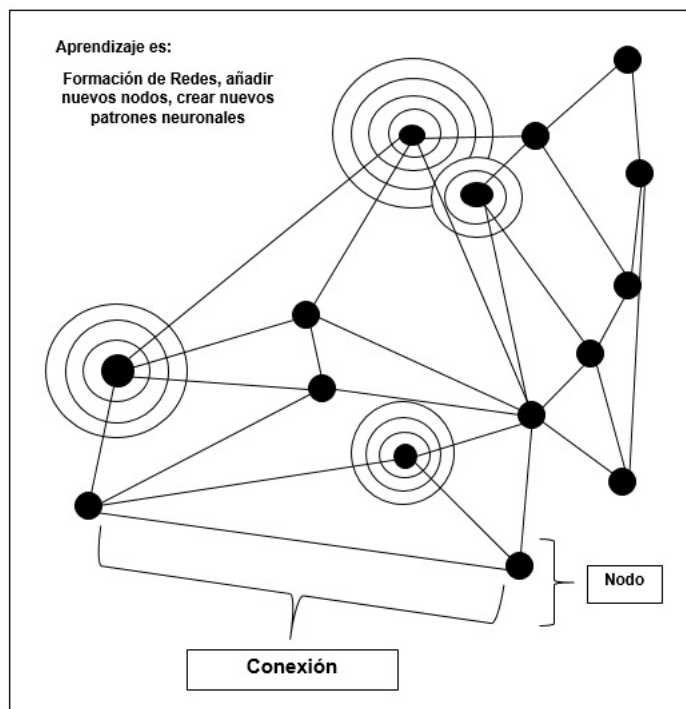 Aprendizaje es:
Formación de Redes, añadir
nuevos nodos, crear nuevos
patrones neuronales
Nodo
Conexión